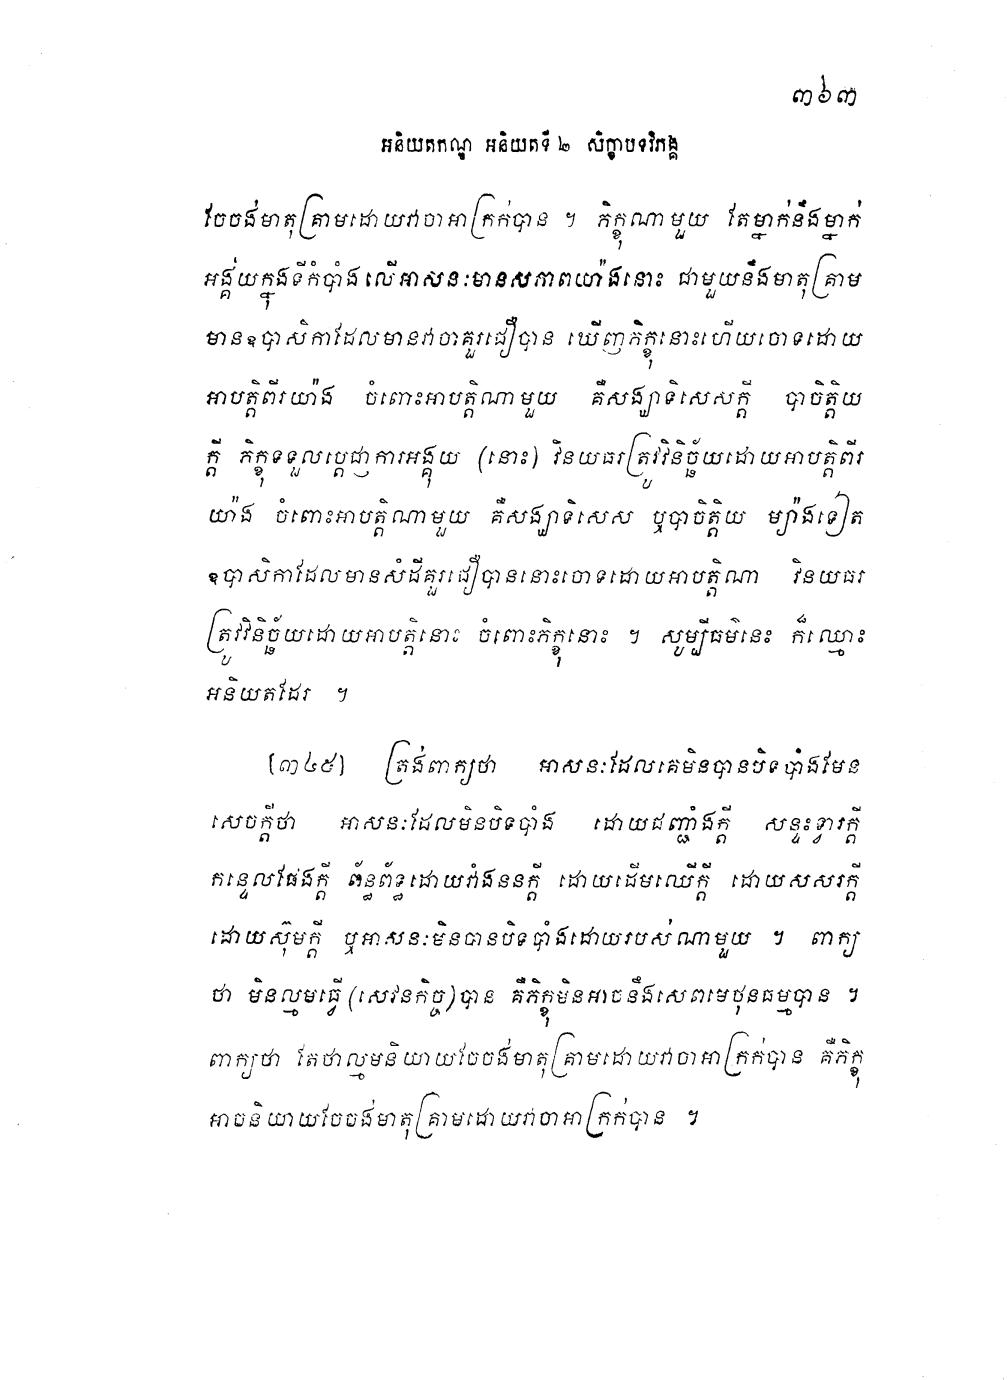 ៣៦៣
អនិយតកណ្ឌ អនិយតទី ២ សិក្ខាបទវិភង្គ
ចែចង់មាតុគ្រាមដោយវាចាអាក្រក់បាន ។ ភិក្ខុណាមួយ តែម្នាក់នឹងម្នាក់
អង្គុយក្នុងទីកំបាំងលើអាសនៈមានសភាពយ៉ាងនោះ ជាមួយនឹងមាតុគ្រាម
មានឧបាសិកាដែលមានវាចាគួរជឿបាន ឃើញភិក្ខុនោះហើយចោទដោយ
អាបត្តិពីរយ៉ាង ចំពោះអាបត្តិណាមួយ គឺសង្ឃាទិសេសក្តី បាចិត្តិយ
ក្តី ភិក្ខុទទួលប្តេជ្ញាការអង្គុយ (នោះ) វិនយធរត្រូវវិនិច្ឆ័យដោយអាបត្តិពីរ
យ៉ាង ចំពោះអាបត្តិណាមួយ គឺសង្ឃាទិសេស ឬបាចិត្តិយ ម្យ៉ាងទៀត
ឧបាសិកាដែលមានសំដីគួរជឿបាននោះចោទដោយអាបត្តិណា វិនយធរ
ត្រូវវិនិច្ឆ័យដោយអាបត្តិនោះ ចំពោះភិក្ខុនោះ ។ សូម្បីធម៌នេះ ក៏ឈ្មោះ
អនិយតដែរ ។
[៣៤៥] ត្រង់ពាក្យថា អាសនៈដែលគេមិនបានបិទបាំងមែន
សេចក្តីថា អាសនៈដែលមិនបិទបាំង ដោយជញ្ជាំងក្តី សន្ទះទ្វារក្តី
កន្ទេលផែងក្តី ព័ន្ធព័ទ្ធដោយវាំងននក្តី ដោយដើមឈើក្តី ដោយសសរក្តី
ដោយស៊ុមក្តី ឬអាសនៈមិនបានបិទបាំងដោយរបស់ណាមួយ ។ ពាក្យ
ថា មិនល្មមធ្វើ (សេវនកិច្ច) បាន គឺភិក្ខុមិនអាចនឹងសេពមេថុនធម្មបាន ។
ពាក្យថា តែថាល្មមនិយាយចែចង់មាតុគ្រាមដោយវាចាអាក្រក់បាន គឺភិក្ខុ
អាចនិយាយចែចង់មាតុគ្រាមដោយវាចាអាក្រក់បាន ។